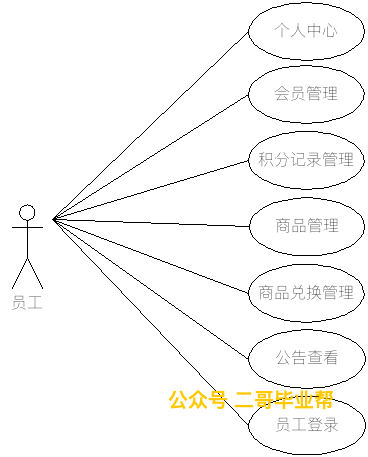 个人中心
会员管理
积分记录管理
商品管理
员工
商品兑换管理
公告查看
公众号 二哥毕业帮
员工登录